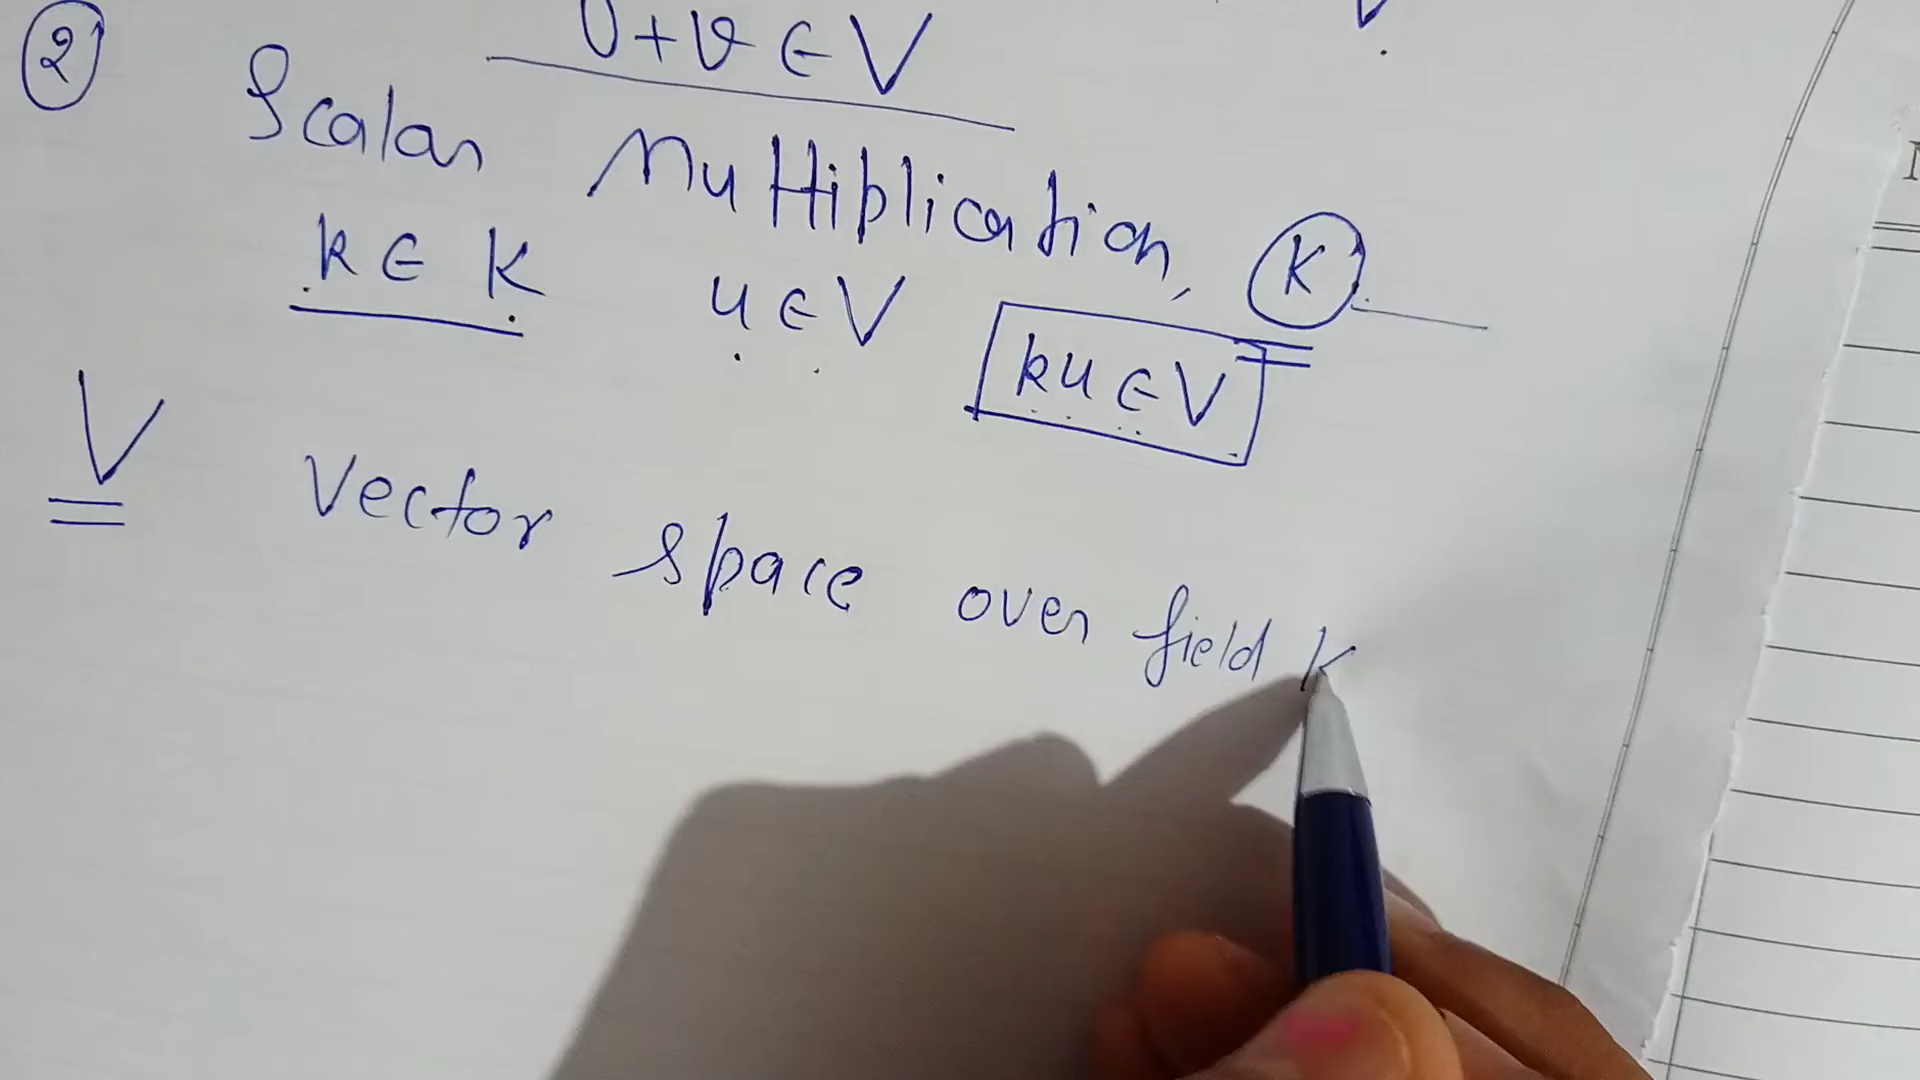 U+v∈V
② Scalar Multiplication, K
k∈K u∈V ku∈V
V Vector space over field K